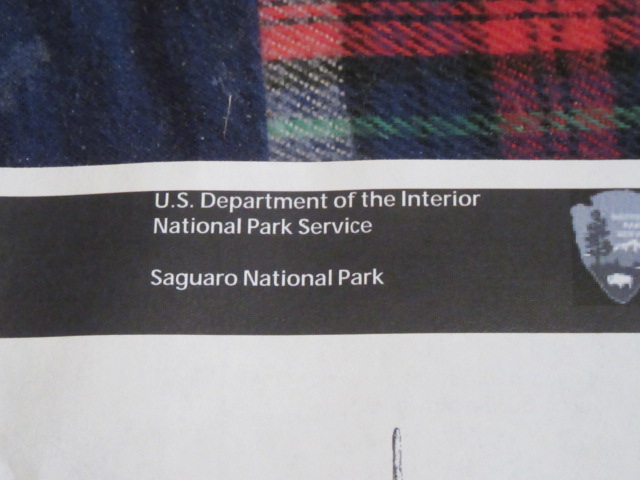 U.S. Department of the Interior
National Park Service
Saguaro National Park